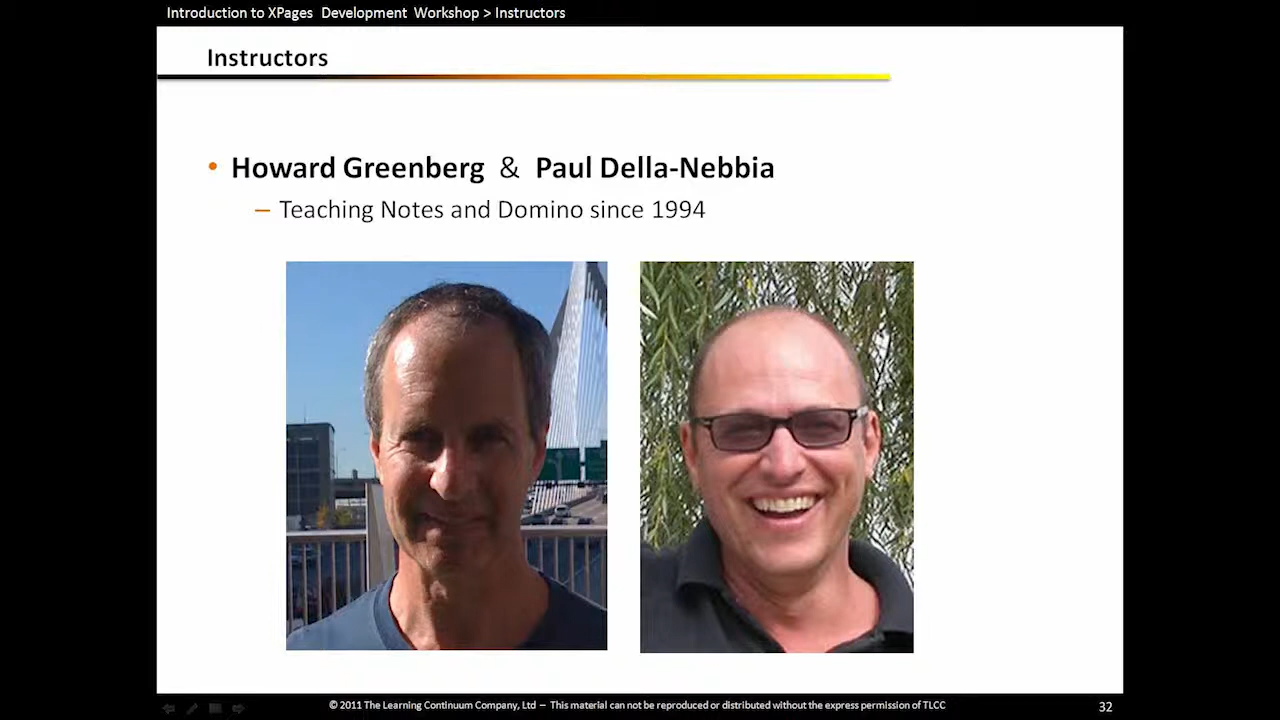 Introduction to XPages Development Workshop > Instructors
Instructors
• Howard Greenberg & Paul Della-Nebbia
– Teaching Notes and Domino since 1994
© 2011 The Learning Continuum Company, Ltd – This material can not be reproduced or distributed without the express permission of TLCC
32